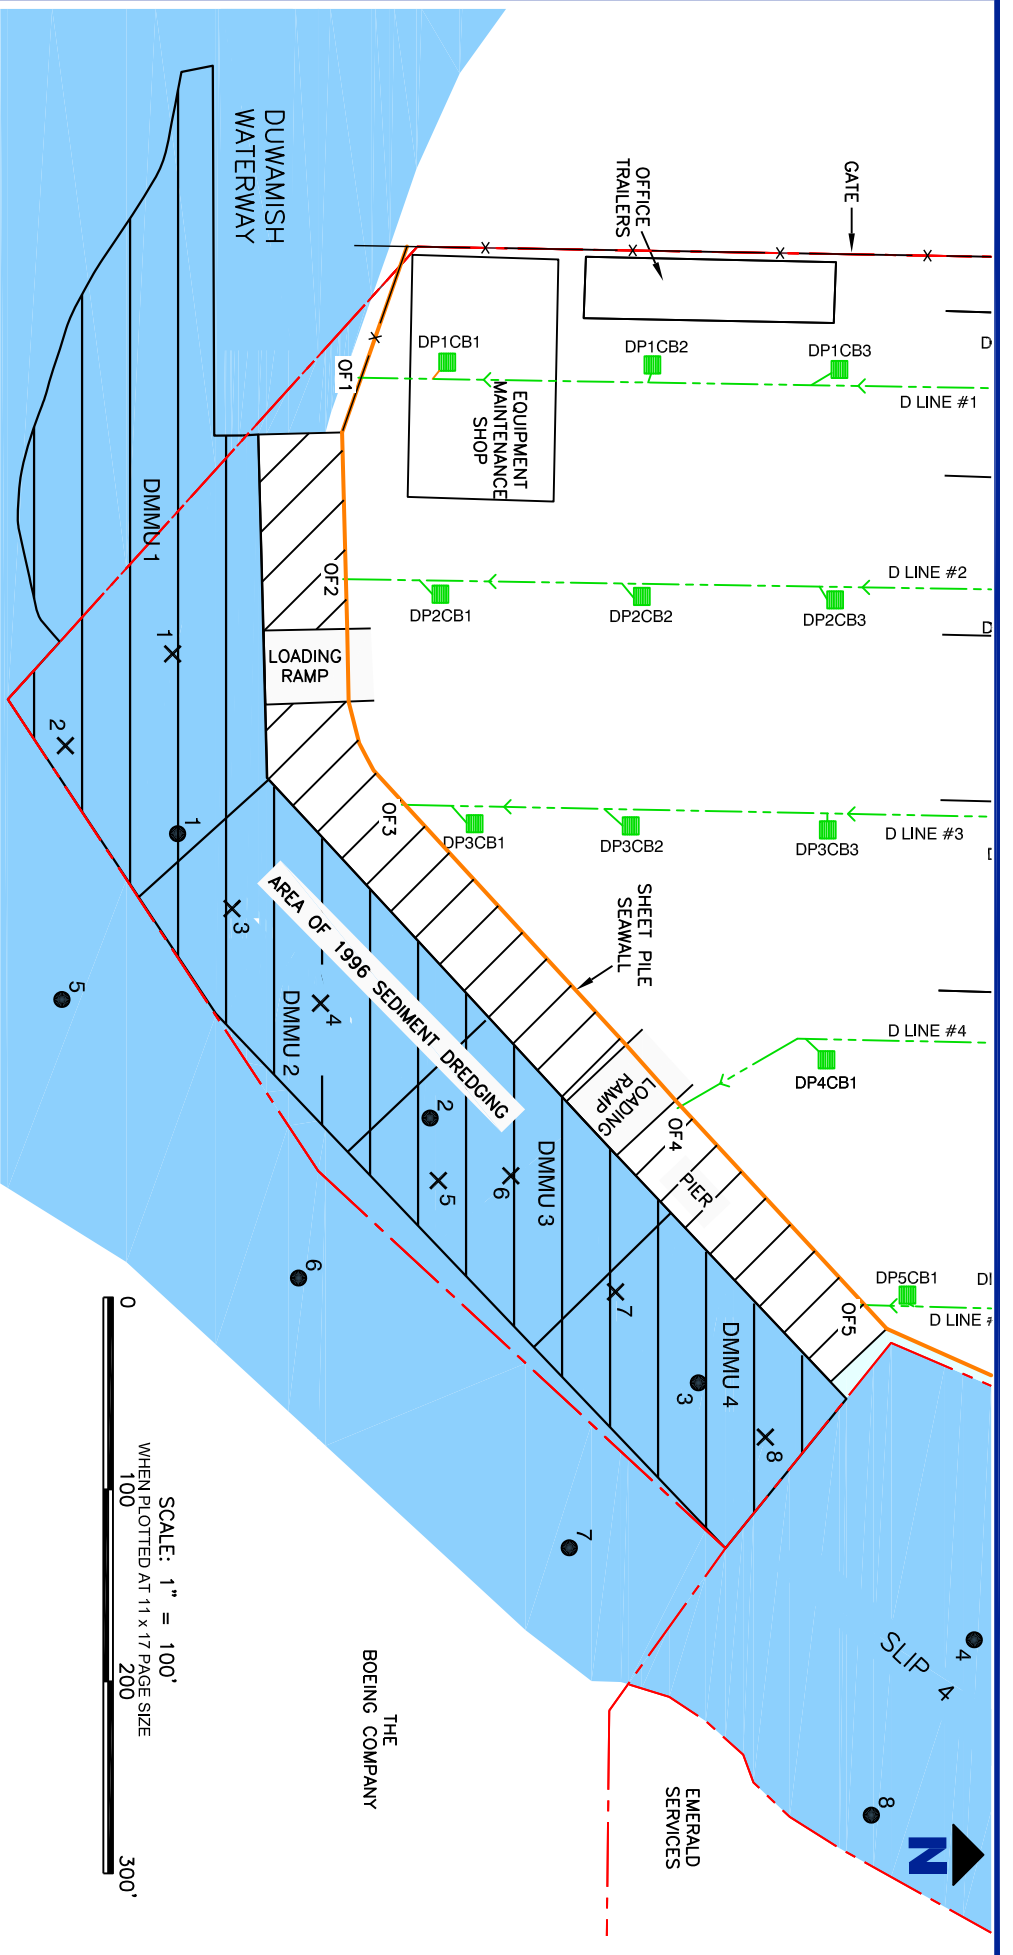 DUWAMISH
WATERWAY
GATE
OFFICE
TRAILERS
DP1CB1
DP1CB2
DP1CB3
D
D LINE #1
OF1
EQUIPMENT
MAINTENANCE
SHOP
DMMU 1
OF2
D LINE #2
DP2CB1
DP2CB2
DP2CB3
D
1
LOADING
RAMP
2
1
OF3
DP3CB1
DP3CB2
DP3CB3
D LINE #3
SHEET PILE
SEAWALL
AREA OF 1996 SEDIMENT DREDGING
3
4
5
DMMU 2
D LINE #4
DP4CB1
LOADING
RAMP
OF4
PIER
2
5
6
DMMU 3
6
7
DP5CB1
DI
D LINE #
OF5
DMMU 4
3
8
7
SLIP 4
4
8
N
0
100
200
300'
SCALE: 1" = 100'
WHEN PLOTTED AT 11 x 17 PAGE SIZE
THE
BOEING COMPANY
EMERALD
SERVICES